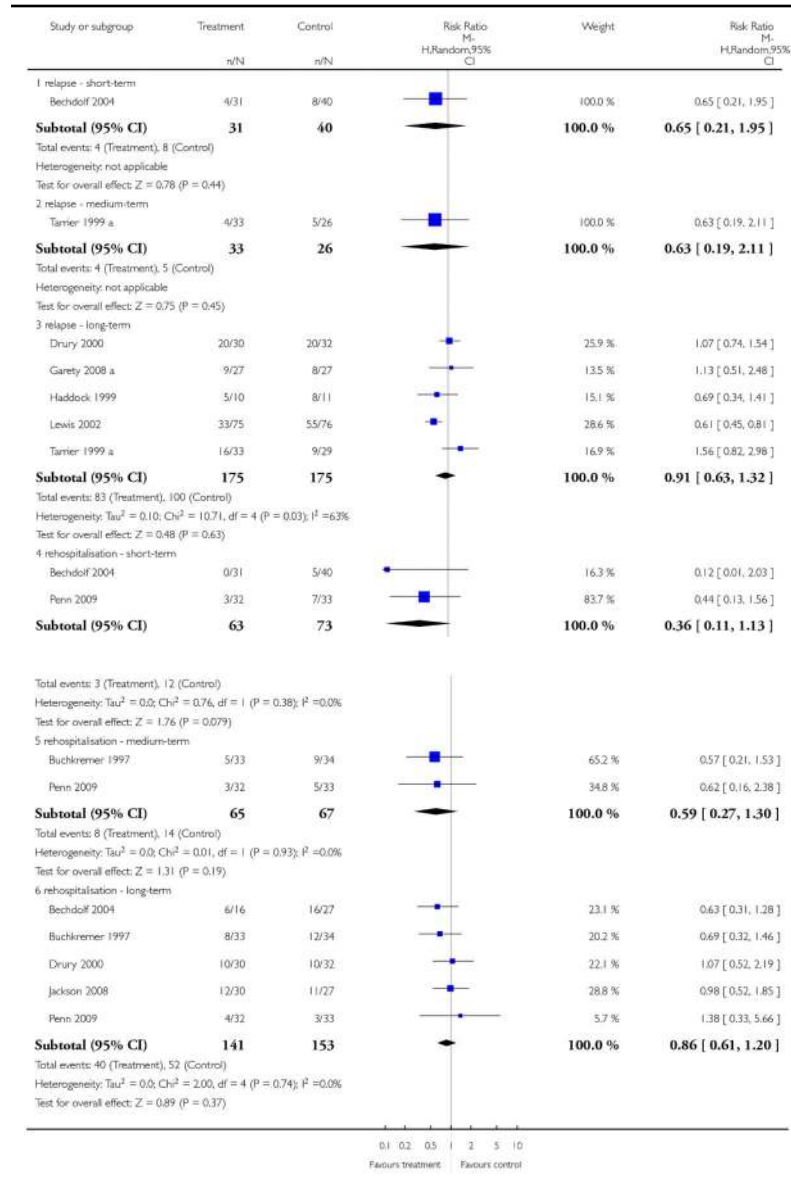 Study or subgroup Treatment Control Risk Ratio Weight Risk Ratio
M- M-
H,Random,95% H,Random,95%
n/N n/N CI CI
1 relapse - short-term
Bechdolf 2004 4/31 8/40 100.0 % 0.65 [ 0.21, 1.95 ]
Subtotal (95% CI) 31 40 100.0 % 0.65 [ 0.21, 1.95 ]
Total events: 4 (Treatment), 8 (Control)
Heterogeneity: not applicable
Test for overall effect: Z = 0.78 (P = 0.44)
2 relapse - medium-term
Tarrier 1999 a 4/33 5/26 100.0 % 0.63 [ 0.19, 2.11 ]
Subtotal (95% CI) 33 26 100.0 % 0.63 [ 0.19, 2.11 ]
Total events: 4 (Treatment), 5 (Control)
Heterogeneity: not applicable
Test for overall effect: Z = 0.75 (P = 0.45)
3 relapse - long-term
Drury 2000 20/30 20/32 25.9 % 1.07 [ 0.74, 1.54 ]
Garety 2008 a 9/27 8/27 13.5 % 1.13 [ 0.51, 2.48 ]
Haddock 1999 5/10 8/11 15.1 % 0.69 [ 0.34, 1.41 ]
Lewis 2002 33/75 55/76 28.6 % 0.61 [ 0.45, 0.81 ]
Tarrier 1999 a 16/33 9/29 16.9 % 1.56 [ 0.82, 2.98 ]
Subtotal (95% CI) 175 175 100.0 % 0.91 [ 0.63, 1.32 ]
Total events: 83 (Treatment), 100 (Control)
Heterogeneity: Tau² = 0.10; Chi² = 10.71, df = 4 (P = 0.03); I² =63%
Test for overall effect: Z = 0.48 (P = 0.63)
4 rehospitalisation - short-term
Bechdolf 2004 0/31 5/40 16.3 % 0.12 [ 0.01, 2.03 ]
Penn 2009 3/32 7/33 83.7 % 0.44 [ 0.13, 1.56 ]
Subtotal (95% CI) 63 73 100.0 % 0.36 [ 0.11, 1.13 ]
Total events: 3 (Treatment), 12 (Control)
Heterogeneity: Tau² = 0.0; Chi² = 0.76, df = 1 (P = 0.38); I² =0.0%
Test for overall effect: Z = 1.76 (P = 0.079)
5 rehospitalisation - medium-term
Buchkremer 1997 5/33 9/34 65.2 % 0.57 [ 0.21, 1.53 ]
Penn 2009 3/32 5/33 34.8 % 0.62 [ 0.16, 2.38 ]
Subtotal (95% CI) 65 67 100.0 % 0.59 [ 0.27, 1.30 ]
Total events: 8 (Treatment), 14 (Control)
Heterogeneity: Tau² = 0.0; Chi² = 0.01, df = 1 (P = 0.93); I² =0.0%
Test for overall effect: Z = 1.31 (P = 0.19)
6 rehospitalisation - long-term
Bechdolf 2004 6/16 16/27 23.1 % 0.63 [ 0.31, 1.28 ]
Buchkremer 1997 8/33 12/34 20.2 % 0.69 [ 0.32, 1.46 ]
Drury 2000 10/30 10/32 22.1 % 1.07 [ 0.52, 2.19 ]
Jackson 2008 12/30 11/27 28.8 % 0.98 [ 0.52, 1.85 ]
Penn 2009 4/32 3/33 5.7 % 1.38 [ 0.33, 5.66 ]
Subtotal (95% CI) 141 153 100.0 % 0.86 [ 0.61, 1.20 ]
Total events: 40 (Treatment), 52 (Control)
Heterogeneity: Tau² = 0.0; Chi² = 2.00, df = 4 (P = 0.74); I² =0.0%
Test for overall effect: Z = 0.89 (P = 0.37)
0.1 0.2 0.5 1 2 5 10
Favours treatment Favours control